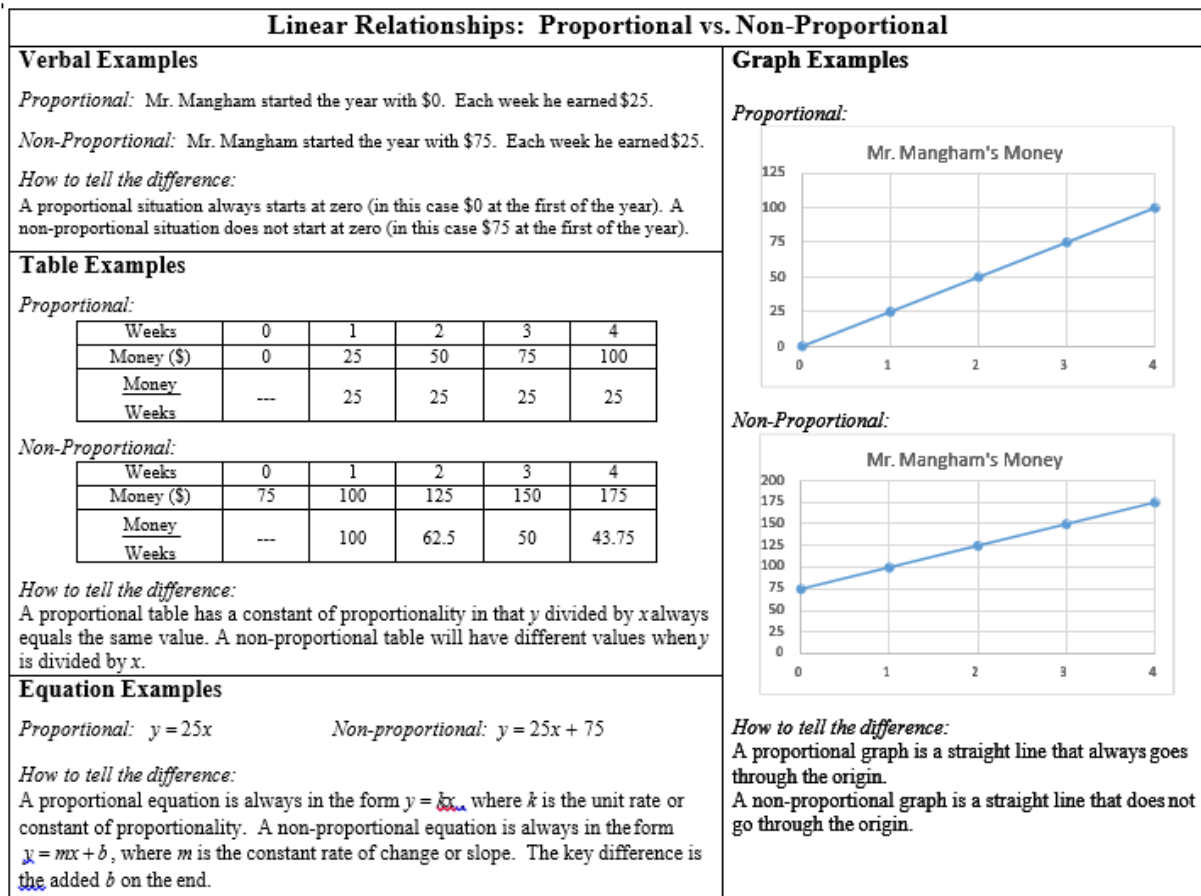 Linear Relationships: Proportional vs. Non-Proportional
Verbal Examples
Proportional: Mr. Mangham started the year with $0. Each week he earned $25.
Non-Proportional: Mr. Mangham started the year with $75. Each week he earned $25.
How to tell the difference:
A proportional situation always starts at zero (in this case $0 at the first of the year). A
non-proportional situation does not start at zero (in this case $75 at the first of the year).
Table Examples
Proportional:
Weeks 0 1 2 3 4
Money ($) 0 25 50 75 100
Money
Weeks --- 25 25 25 25
Non-Proportional:
Weeks 0 1 2 3 4
Money ($) 75 100 125 150 175
Money
Weeks --- 100 62.5 50 43.75
How to tell the difference:
A proportional table has a constant of proportionality in that y divided by x always
equals the same value. A non-proportional table will have different values when y
is divided by x.
Equation Examples
Proportional: y = 25x Non-proportional: y = 25x + 75
How to tell the difference:
A proportional equation is always in the form y = kx , where k is the unit rate or
constant of proportionality. A non-proportional equation is always in the form
y = mx + b, where m is the constant rate of change or slope. The key difference is
the added b on the end.
Graph Examples
Proportional:
Mr. Mangham's Money
125
100
75
50
25
0
0 1 2 3 4
Non-Proportional:
Mr. Mangham's Money
200
175
150
125
100
75
50
25
0
0 1 2 3 4
How to tell the difference:
A proportional graph is a straight line that always goes
through the origin.
A non-proportional graph is a straight line that does not
go through the origin.